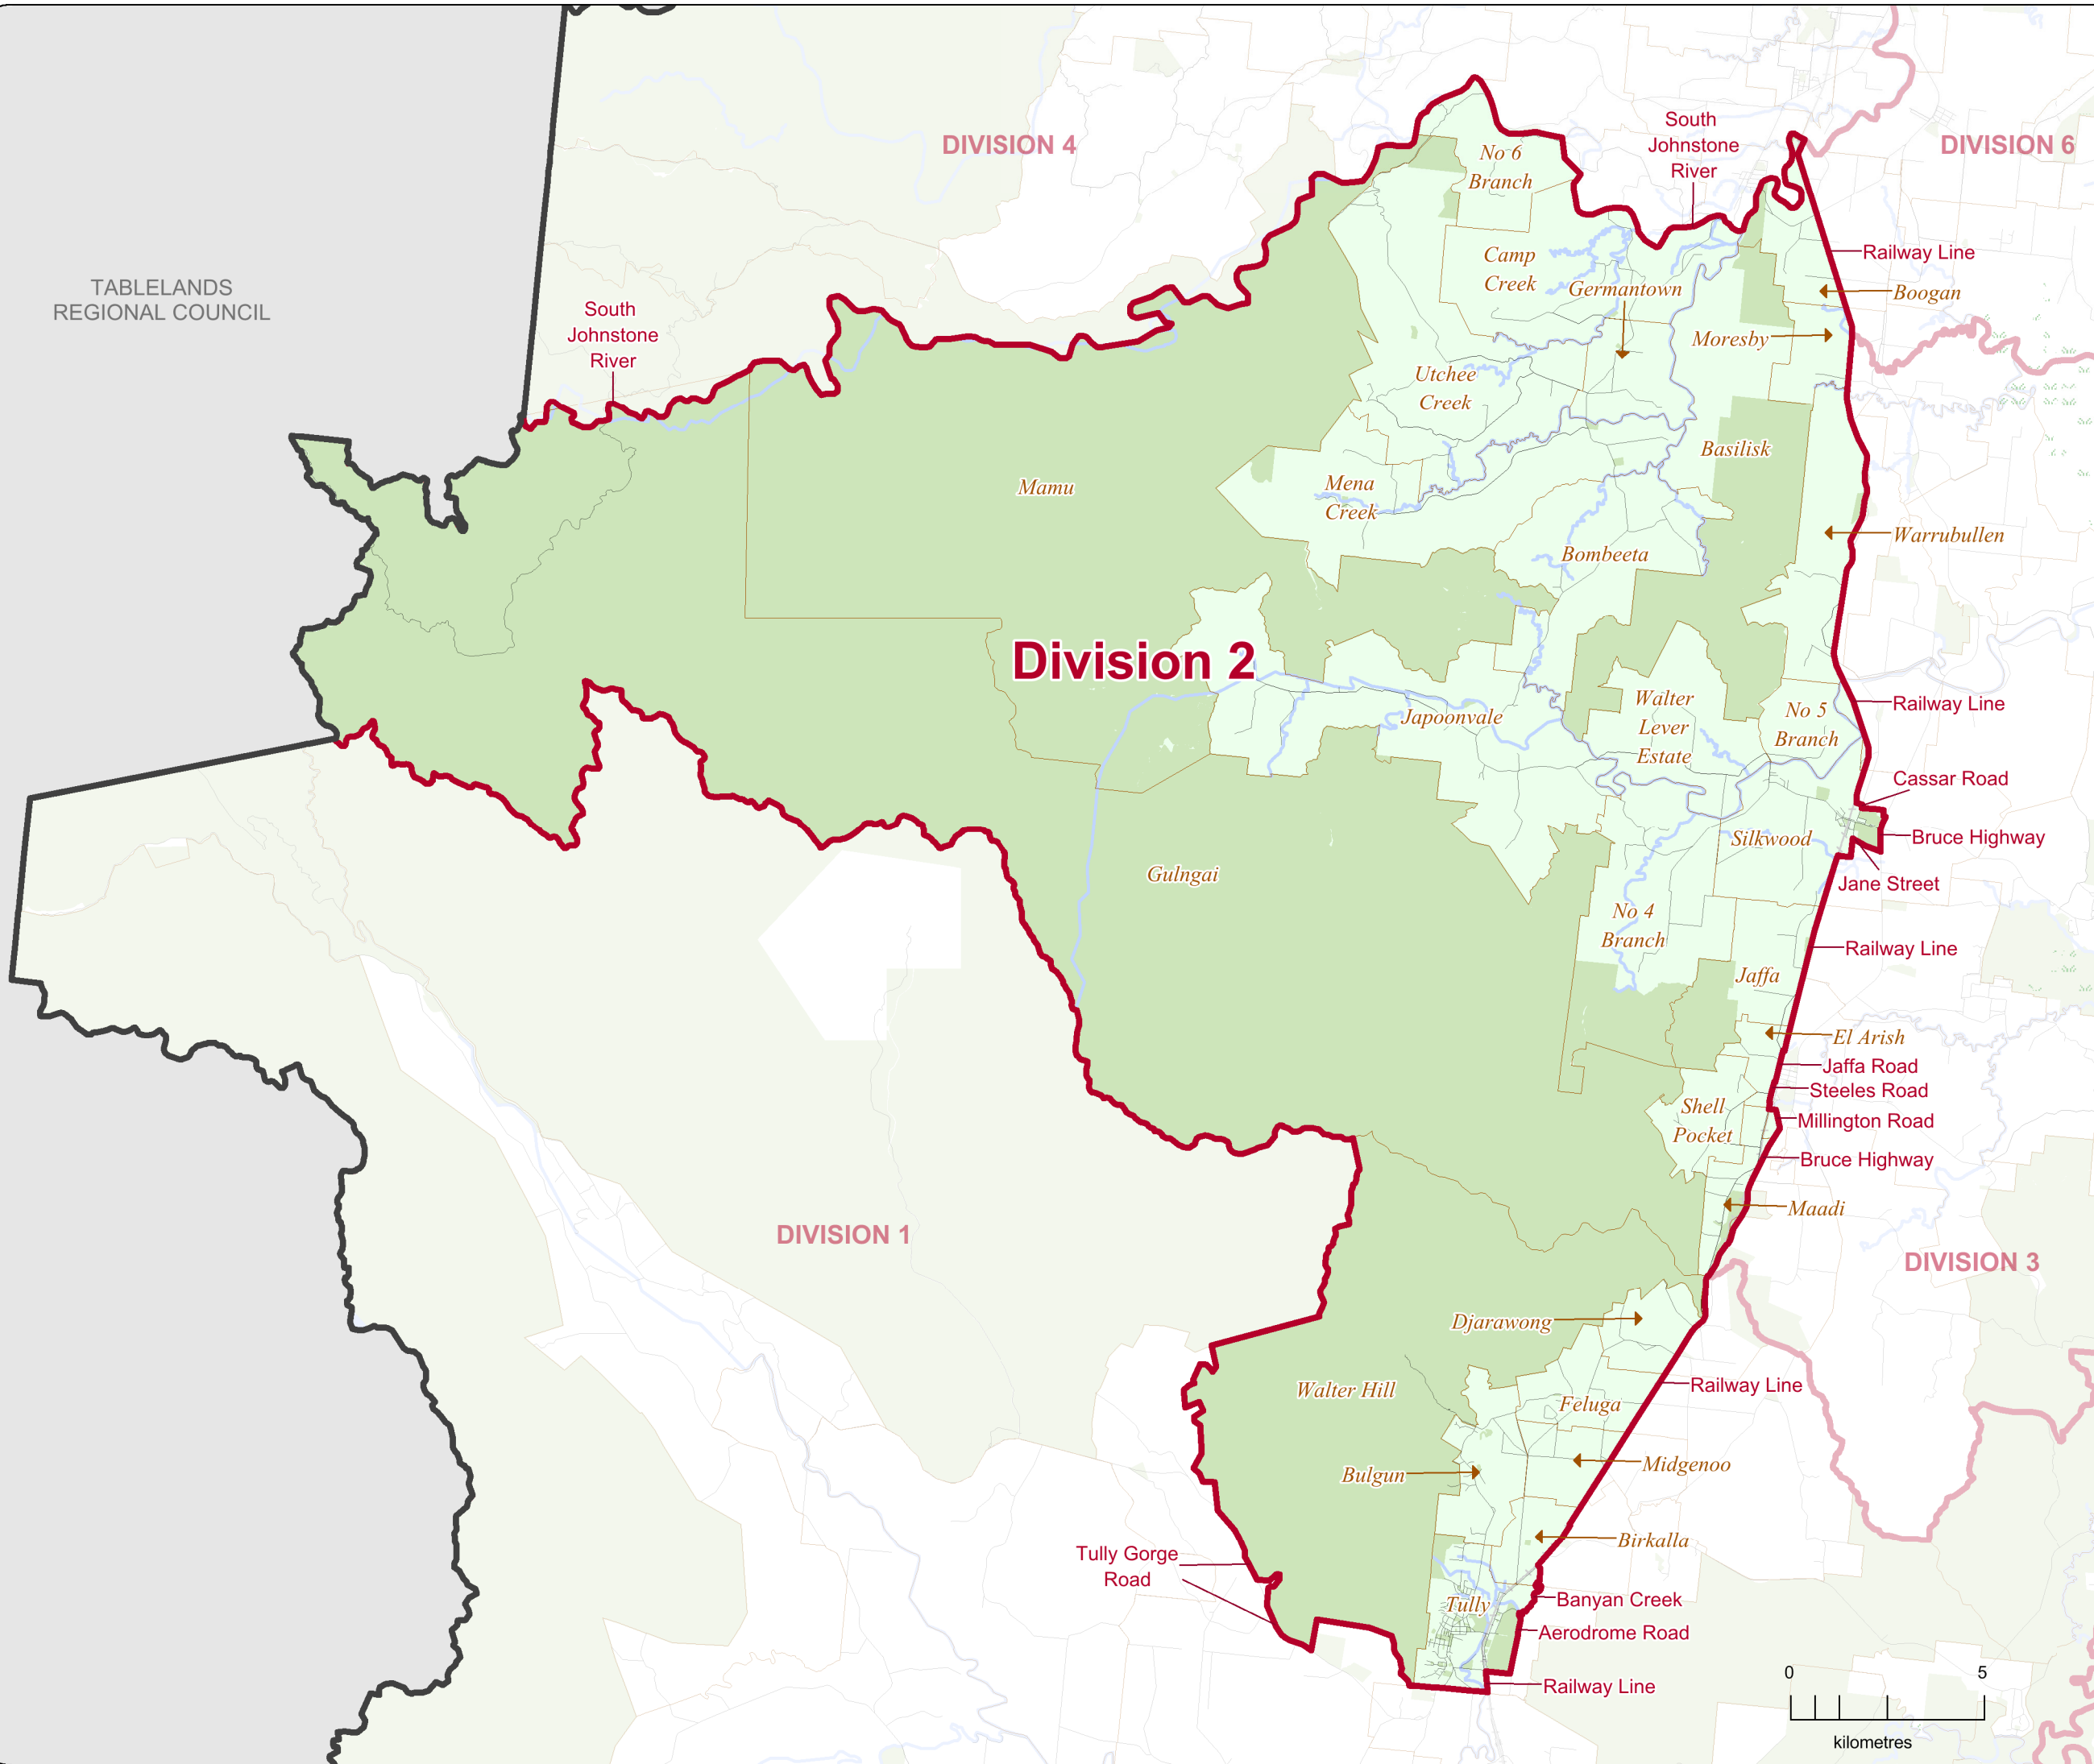 DIVISION 4
DIVISION 6
South
Johnstone
River
No 6
Branch
Railway Line
Camp
Creek
Germantown
Boogan
TABLELANDS
REGIONAL COUNCIL
South
Johnstone
River
Moresby
Utchee
Creek
Basilisk
Mamu
Mena
Creek
Warrubullen
Bombeeta
Division 2
Walter
Lever
Estate
Railway Line
No 5
Branch
Japoonvale
Cassar Road
Silkwood
Bruce Highway
Gulngai
Jane Street
No 4
Branch
Railway Line
Jaffa
El Arish
Jaffa Road
Steeles Road
Shell
Pocket
Millington Road
Bruce Highway
Maadi
DIVISION 1
DIVISION 3
Djarawong
Walter Hill
Railway Line
Feluga
Midgenoo
Bulgun
Birkalla
Tully Gorge
Road
Tully
Banyan Creek
Aerodrome Road
Railway Line
0 5
kilometres